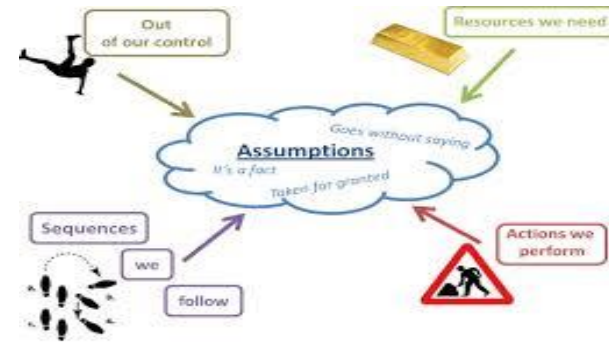 Out
of our control
Resources we need
Goes without saying
Assumptions
It's a fact
Taken for granted
Sequences
we
follow
Actions we
perform